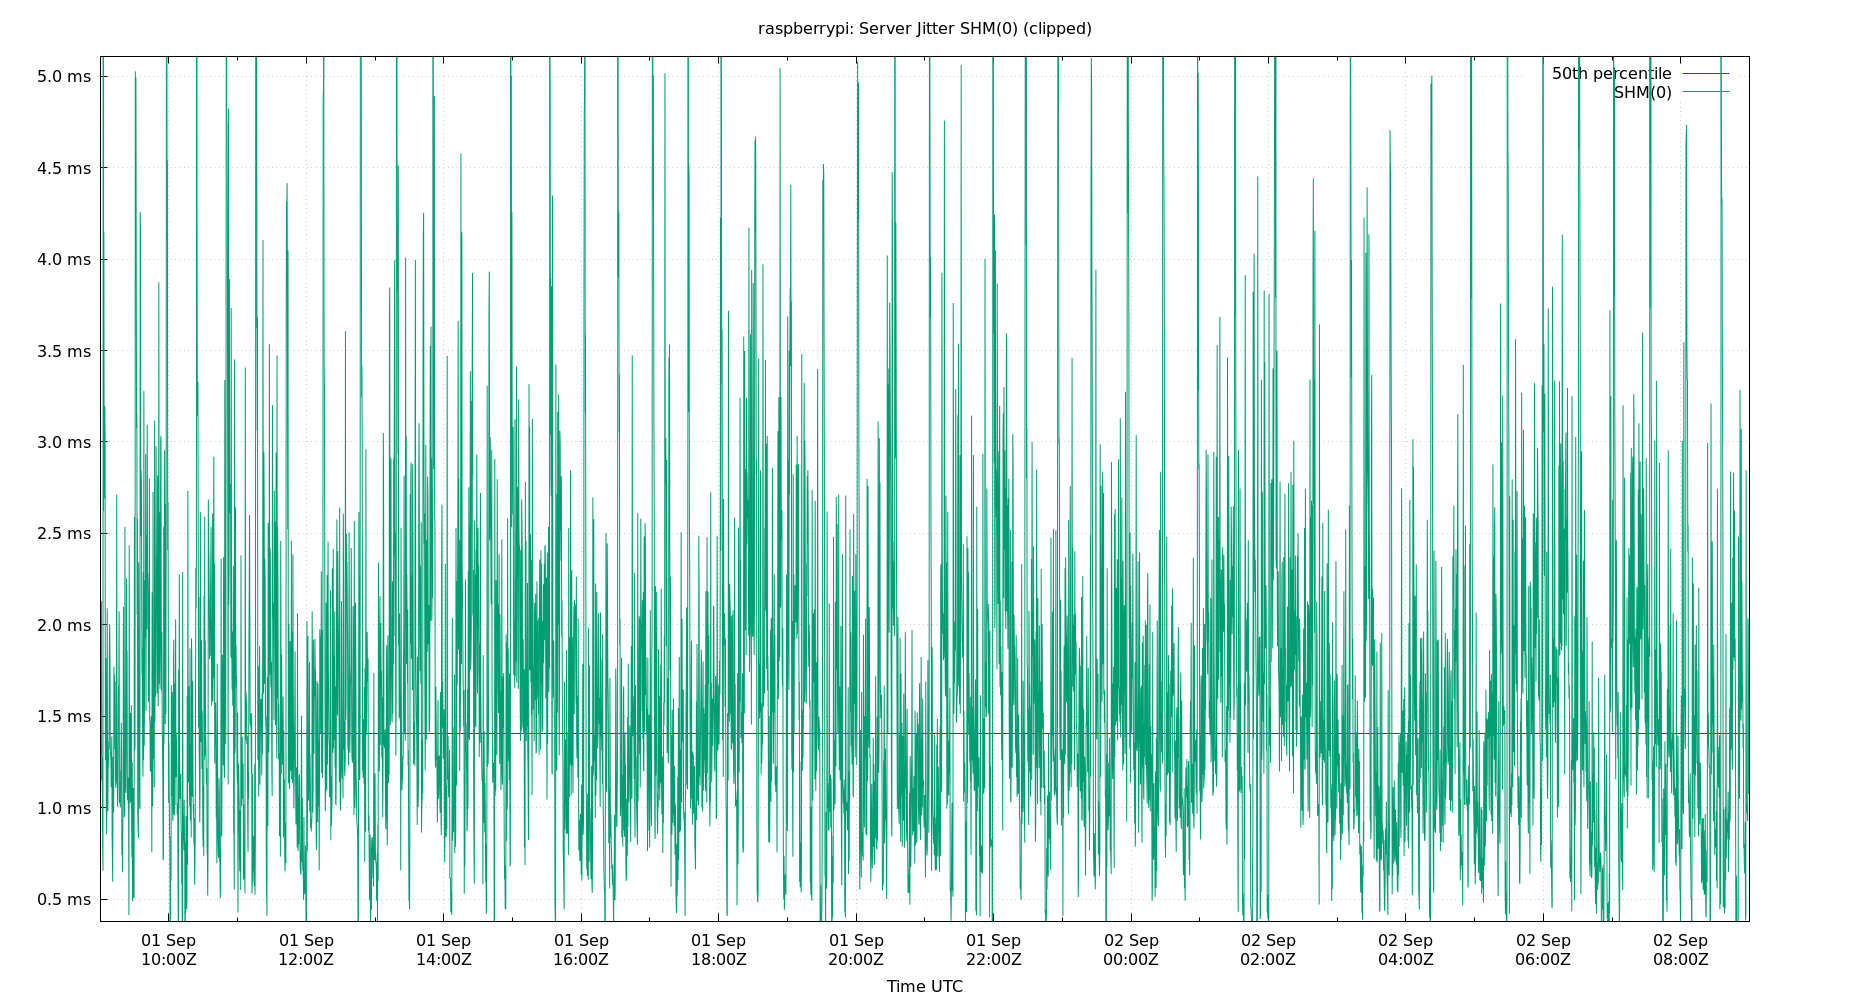 raspberrypi: Server Jitter SHM(0) (clipped)
50th percentile
SHM(0)
5.0 ms
4.5 ms
4.0 ms
3.5 ms
3.0 ms
2.5 ms
2.0 ms
1.5 ms
1.0 ms
0.5 ms
01 Sep 01 Sep 01 Sep 01 Sep 01 Sep 01 Sep 01 Sep 02 Sep 02 Sep 02 Sep 02 Sep 02 Sep
10:00Z 12:00Z 14:00Z 16:00Z 18:00Z 20:00Z 22:00Z 00:00Z 02:00Z 04:00Z 06:00Z 08:00Z
Time UTC